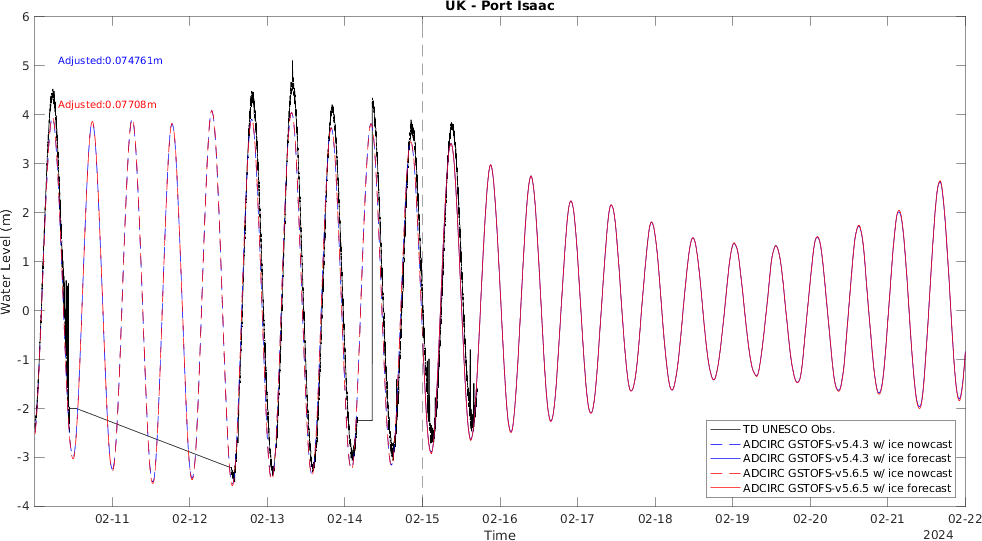 UK - Port Isaac
6
5
4
3
2
1
0
-1
-2
-3
-4
Water Level (m)
Adjusted:0.074761m
Adjusted:0.07708m
TD UNESCO Obs.
ADCIRC GSTOFS-v5.4.3 w/ ice nowcast
ADCIRC GSTOFS-v5.4.3 w/ ice forecast
ADCIRC GSTOFS-v5.6.5 w/ ice nowcast
ADCIRC GSTOFS-v5.6.5 w/ ice forecast
02-11 02-12 02-13 02-14 02-15 02-16 02-17 02-18 02-19 02-20 02-21 02-22
Time 2024